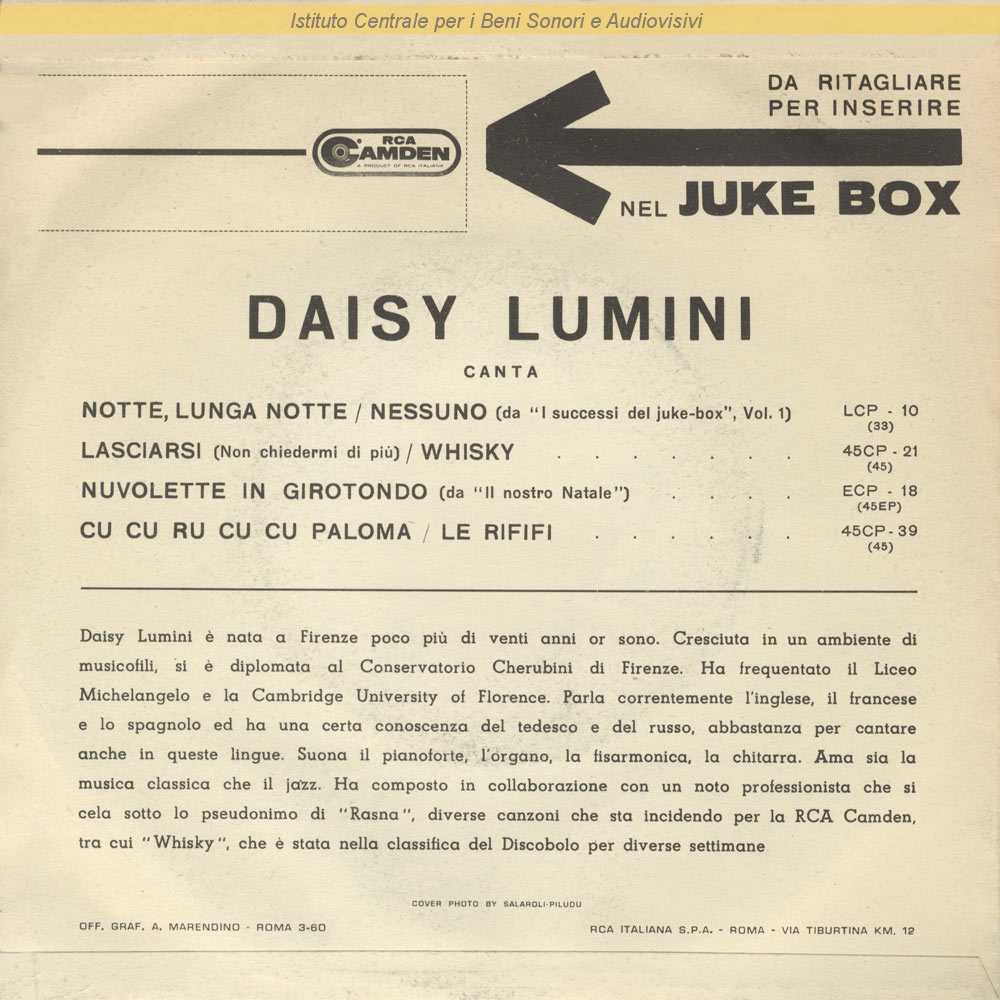 Istituto Centrale per i Beni Sonori e Audiovisivi
DA RITAGLIARE
PER INSERIRE
RCA
CAMDEN
A PRODUCT OF RCA ITALIANA
NEL JUKE BOX
DAISY LUMINI
CANTA
NOTTE, LUNGA NOTTE / NESSUNO (da "I successi del juke-box", Vol. 1) LCP - 10
(33)
LASCIARSI (Non chiedermi di più) / WHISKY . . . . . . . 45CP - 21
(45)
NUVOLETTE IN GIROTONDO (da "Il nostro Natale") . . . . ECP - 18
(45EP)
CU CU RU CU CU PALOMA / LE RIFIFI . . . . . . 45CP - 39
(45)
Daisy Lumini è nata a Firenze poco più di venti anni or sono. Cresciuta in un ambiente di
musicofili, si è diplomata al Conservatorio Cherubini di Firenze. Ha frequentato il Liceo
Michelangelo e la Cambridge University of Florence. Parla correntemente l'inglese, il francese
e lo spagnolo ed ha una certa conoscenza del tedesco e del russo, abbastanza per cantare
anche in queste lingue. Suona il pianoforte, l'organo, la fisarmonica, la chitarra. Ama sia la
musica classica che il jazz. Ha composto in collaborazione con un noto professionista che si
cela sotto lo pseudonimo di "Rasna", diverse canzoni che sta incidendo per la RCA Camden,
tra cui "Whisky", che è stata nella classifica del Discobolo per diverse settimane
COVER PHOTO BY SALAROLI-PILUDU
OFF. GRAF. A. MARENDINO - ROMA 3-60 RCA ITALIANA S.P.A. - ROMA - VIA TIBURTINA KM. 12